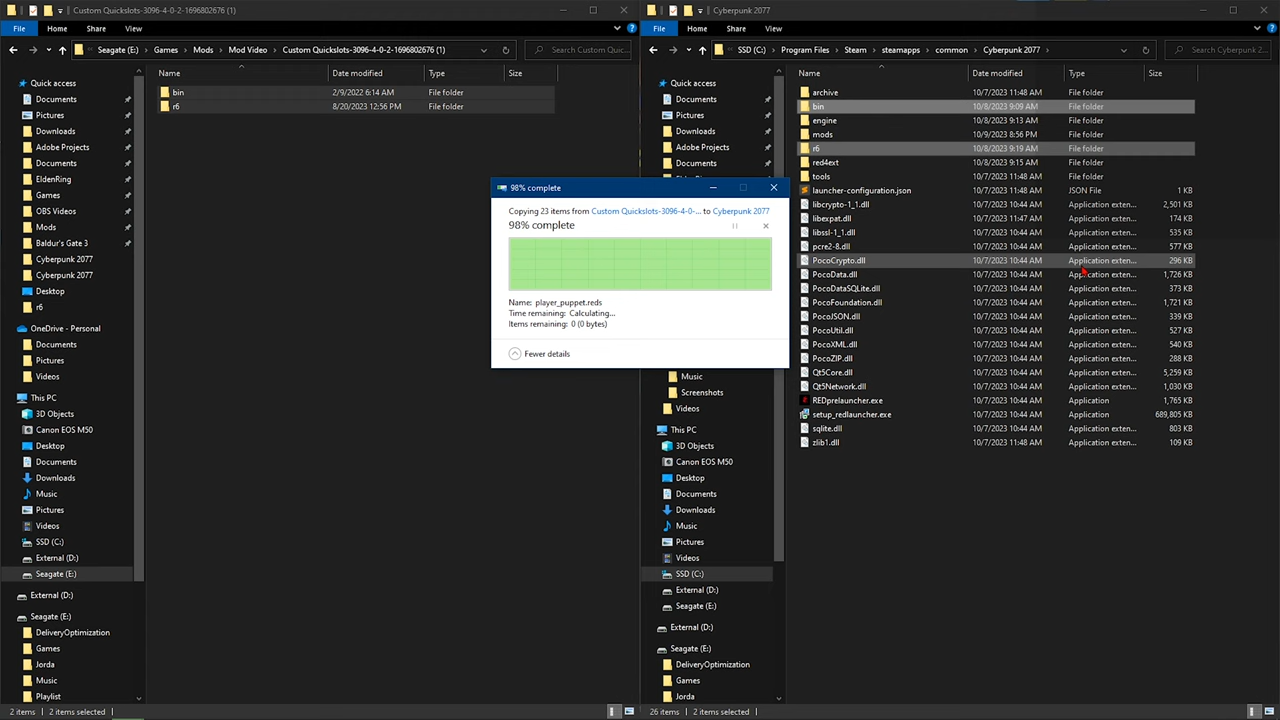 Custom Quickslots-3096-4-0-2-1696802676 (1)
File
Home
Share
View
Seagate (E:)
Games
Mods
Mod Video
Custom Quickslots-3096-4-0-2-1696802676 (1)
Search Custom Quickslots-3096-4-0-2-1696802676 (1)
Name
Date modified
Type
Size
Quick access
Documents
Pictures
Downloads
Adobe Projects
Documents
EldenRing
Games
OBS Videos
Mods
Baldur's Gate 3
Cyberpunk 2077
Cyberpunk 2077
Desktop
r6
OneDrive - Personal
Documents
Pictures
Videos
This PC
3D Objects
Canon EOS M50
Desktop
Documents
Downloads
Music
Pictures
Videos
SSD (C:)
External (D:)
Seagate (E:)
External (D:)
Seagate (E:)
DeliveryOptimization
Games
Jorda
Music
Playlist
bin 2/9/2022 6:14 AM File folder
r6 8/20/2023 12:56 PM File folder
2 items
2 items selected
98% complete
Copying 23 items from Custom Quickslots-3096-4-0-... to Cyberpunk 2077
98% complete
Name: player_puppet.reds
Time remaining: Calculating...
Items remaining: 0 (0 bytes)
Fewer details
Cyberpunk 2077
File
Home
Share
View
SSD (C:)
Program Files
Steam
steamapps
common
Cyberpunk 2077
Search Cyberpunk 2...
Name
Date modified
Type
Size
Quick access
Documents
Pictures
Downloads
Adobe Projects
Documents
Music
Screenshots
Videos
This PC
3D Objects
Canon EOS M50
Desktop
Documents
Downloads
Music
Pictures
Videos
SSD (C:)
External (D:)
Seagate (E:)
External (D:)
Seagate (E:)
DeliveryOptimization
Games
Jorda
archive 10/7/2023 11:48 AM File folder
bin 10/8/2023 9:09 AM File folder
engine 10/8/2023 9:13 AM File folder
mods 10/9/2023 8:56 PM File folder
r6 10/8/2023 9:19 AM File folder
red4ext 10/8/2023 9:15 AM File folder
tools 10/7/2023 11:48 AM File folder
launcher-configuration.json 10/7/2023 11:48 AM JSON File 1 KB
libcrypto-1_1.dll 10/7/2023 10:44 AM Application exten... 2,501 KB
libexpat.dll 10/7/2023 11:47 AM Application exten... 174 KB
libssl-1_1.dll 10/7/2023 10:44 AM Application exten... 535 KB
pcre2-8.dll 10/7/2023 10:44 AM Application exten... 577 KB
PocoCrypto.dll 10/7/2023 10:44 AM Application exten... 296 KB
PocoData.dll 10/7/2023 10:44 AM Application exten... 1,726 KB
PocoDataSQLite.dll 10/7/2023 10:44 AM Application exten... 373 KB
PocoFoundation.dll 10/7/2023 10:44 AM Application exten... 1,721 KB
PocoJSON.dll 10/7/2023 10:44 AM Application exten... 339 KB
PocoNet.dll 10/7/2023 10:44 AM Application exten... 1,071 KB
PocoUtil.dll 10/7/2023 10:44 AM Application exten... 527 KB
PocoXML.dll 10/7/2023 10:44 AM Application exten... 540 KB
PocoZIP.dll 10/7/2023 10:44 AM Application exten... 288 KB
Qt5Core.dll 10/7/2023 10:44 AM Application exten... 5,259 KB
Qt5Network.dll 10/7/2023 10:44 AM Application exten... 1,030 KB
REDprelauncher.exe 10/7/2023 10:44 AM Application 1,765 KB
setup_redlauncher.exe 10/7/2023 10:44 AM Application 689,805 KB
sqlite.dll 10/7/2023 10:44 AM Application exten... 803 KB
zlib1.dll 10/7/2023 11:48 AM Application exten... 109 KB
26 items
2 items selected